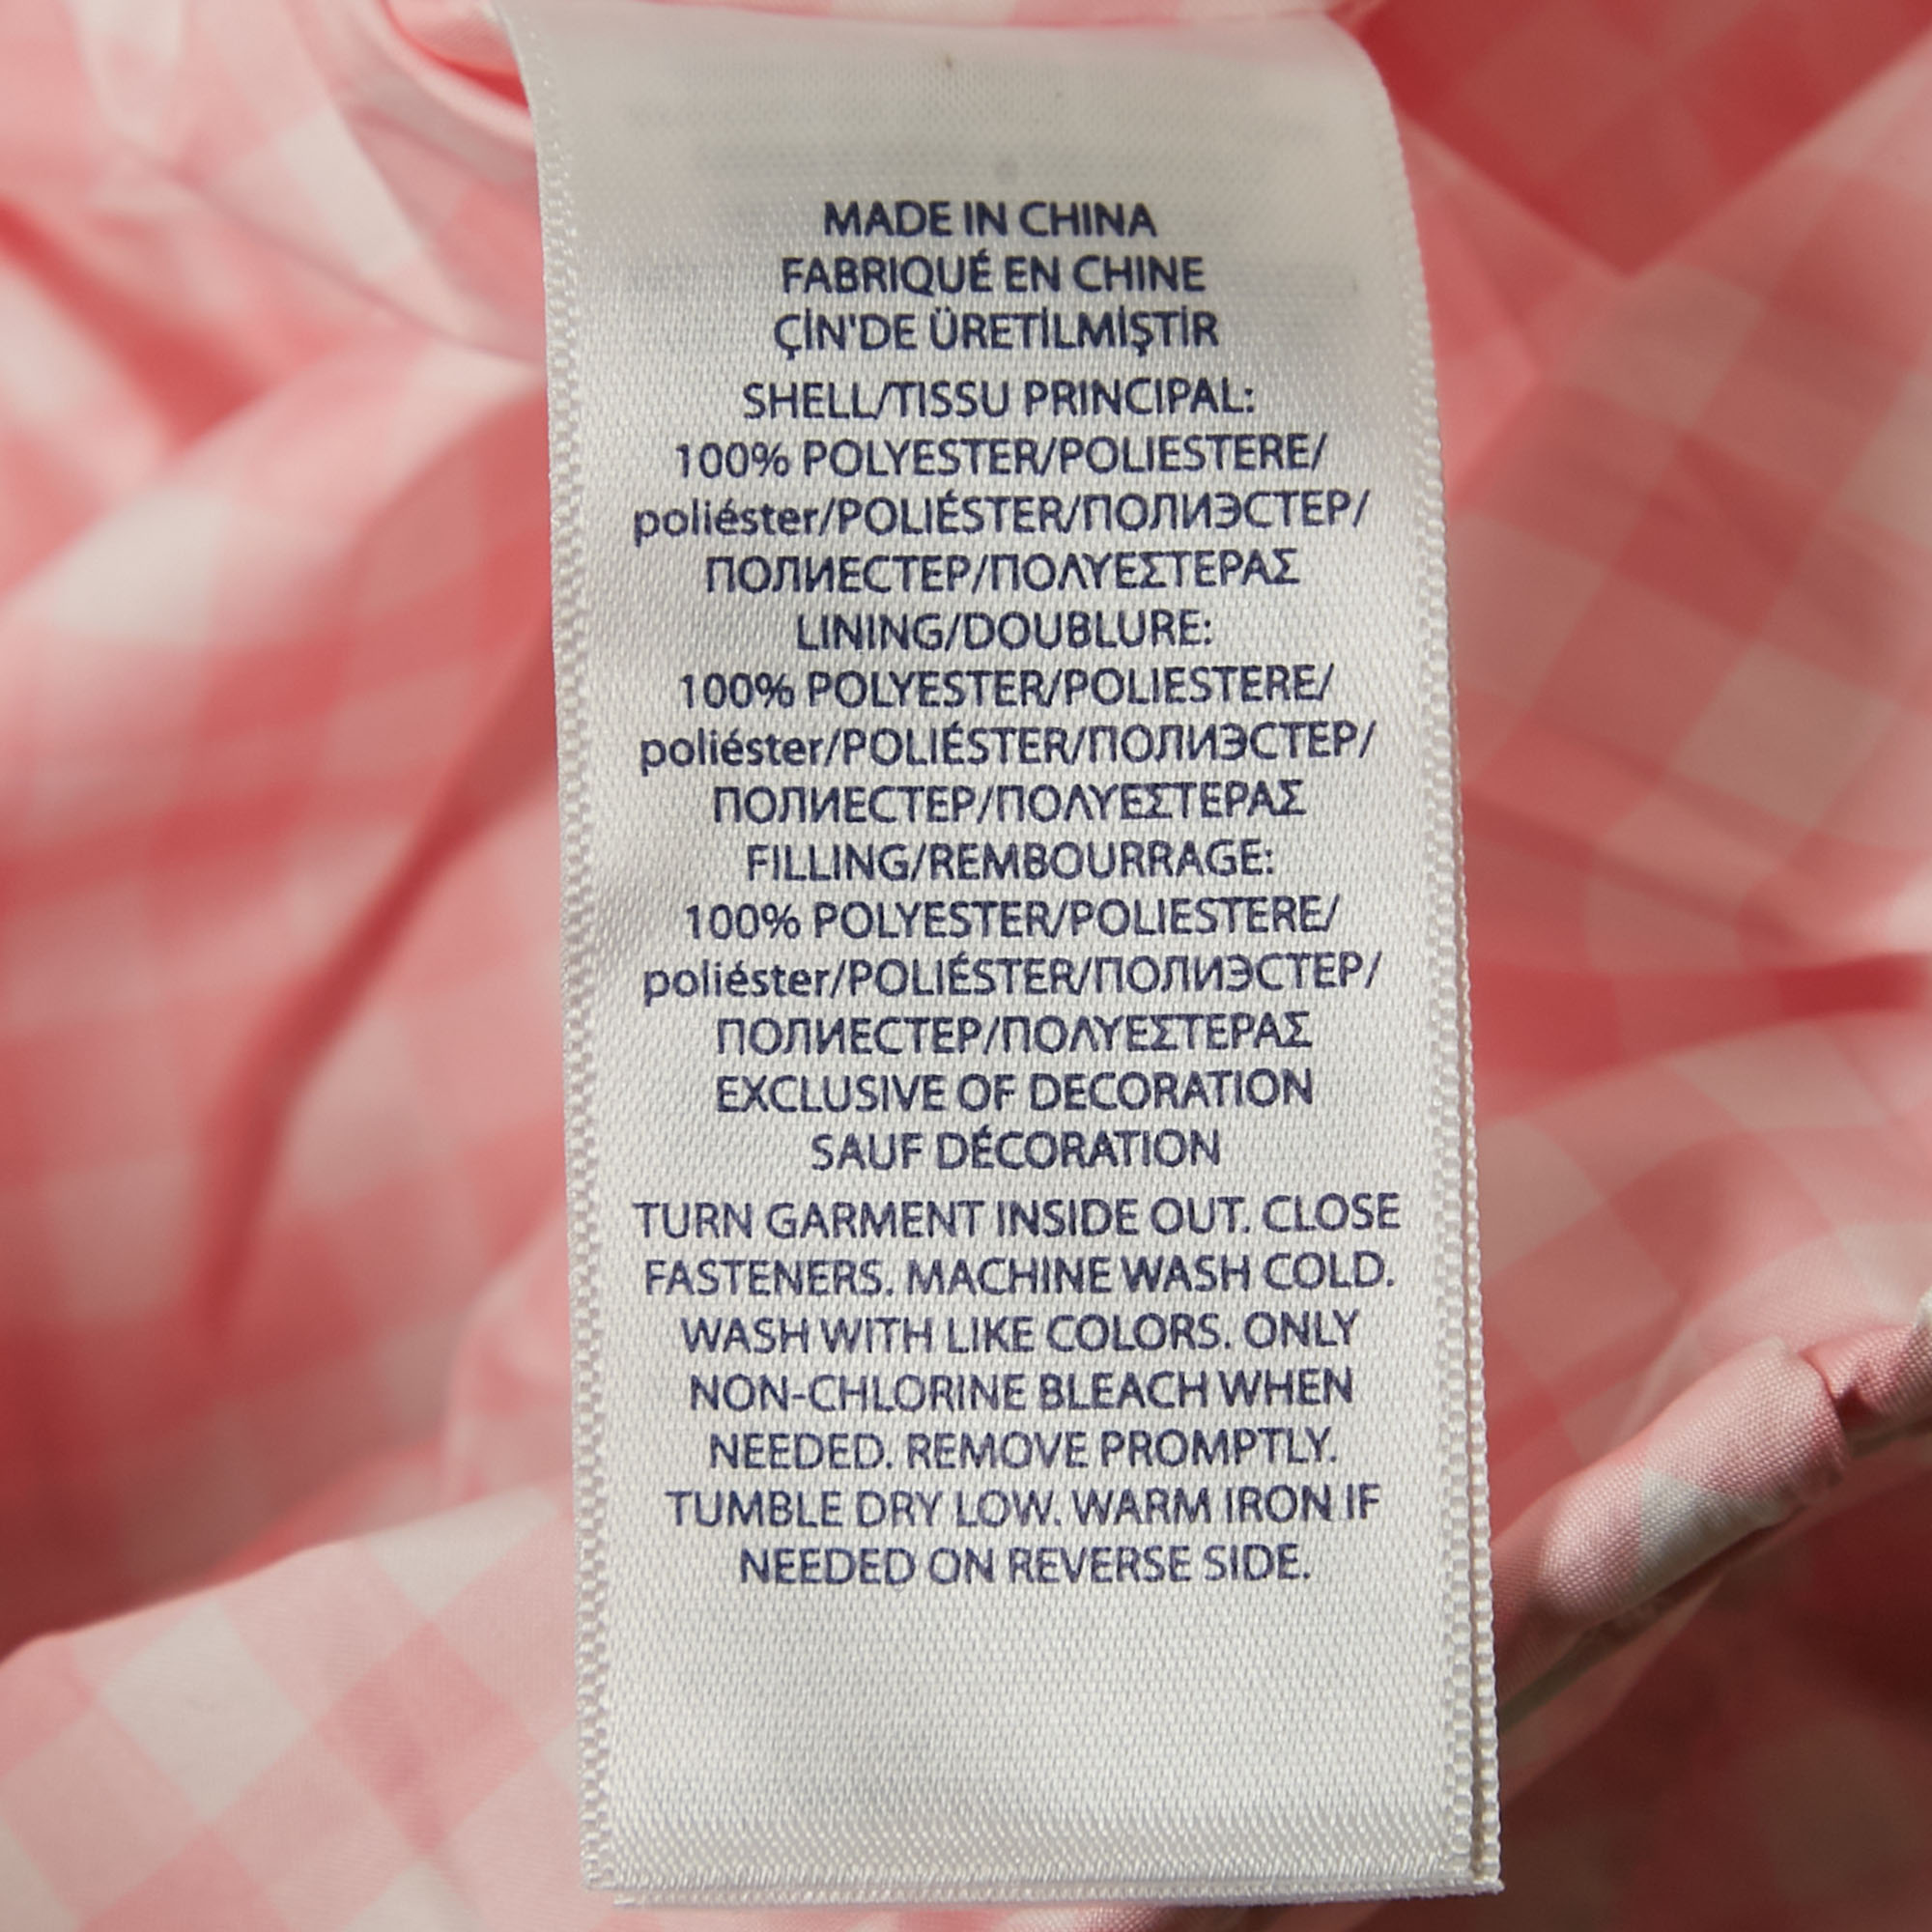 MADE IN CHINA
FABRIQUÉ EN CHINE
ÇİN'DE ÜRETİLMİŞTİR
SHELL/TISSU PRINCIPAL:
100% POLYESTER/POLIESTERE/
poliéster/POLIÉSTER/ПОЛИЭСТЕР/
ПОЛИЕСТЕР/ΠΟΛΥΕΣΤΕΡΑΣ
LINING/DOUBLURE:
100% POLYESTER/POLIESTERE/
poliéster/POLIÉSTER/ПОЛИЭСТЕР/
ПОЛИЕСТЕР/ΠΟΛΥΕΣΤΕΡΑΣ
FILLING/REMBOURRAGE:
100% POLYESTER/POLIESTERE/
poliéster/POLIÉSTER/ПОЛИЭСТЕР/
ПОЛИЕСТЕР/ΠΟΛΥΕΣΤΕΡΑΣ
EXCLUSIVE OF DECORATION
SAUF DÉCORATION
TURN GARMENT INSIDE OUT. CLOSE
FASTENERS. MACHINE WASH COLD.
WASH WITH LIKE COLORS. ONLY
NON-CHLORINE BLEACH WHEN
NEEDED. REMOVE PROMPTLY.
TUMBLE DRY LOW. WARM IRON IF
NEEDED ON REVERSE SIDE.